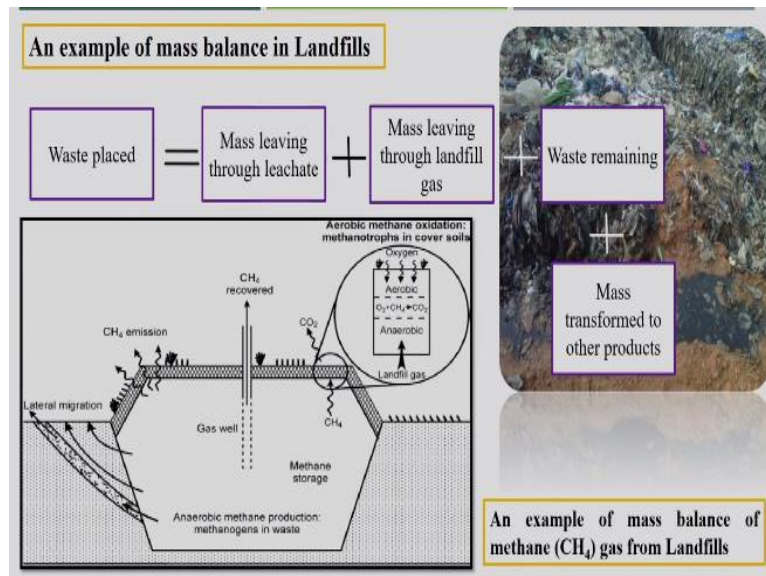 An example of mass balance in Landfills
Waste placed
=
Mass leaving
through leachate
+
Mass leaving
through landfill
gas
+
Waste remaining
+
Mass
transformed to
other products
Aerobic methane oxidation:
methanotrophs in cover soils
Oxygen
Aerobic
O₂+CH₄▸CO₂
Anaerobic
Landfill gas
CH₄
recovered
CO₂
CH₄ emission
Lateral migration
Gas well
CH₄
Methane
storage
Anaerobic methane production:
methanogens in waste
An example of mass balance of
methane (CH₄) gas from Landfills